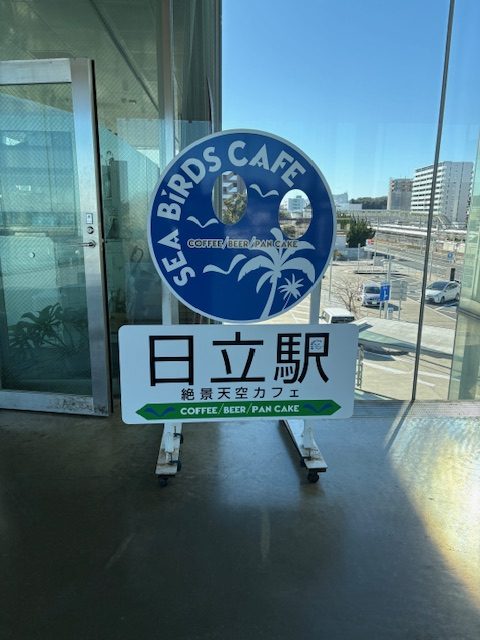 SEA BIRDS CAFE
COFFEE/BEER/PAN CAKE
日立駅
絶景天空カフェ
COFFEE/BEER/PAN CAKE